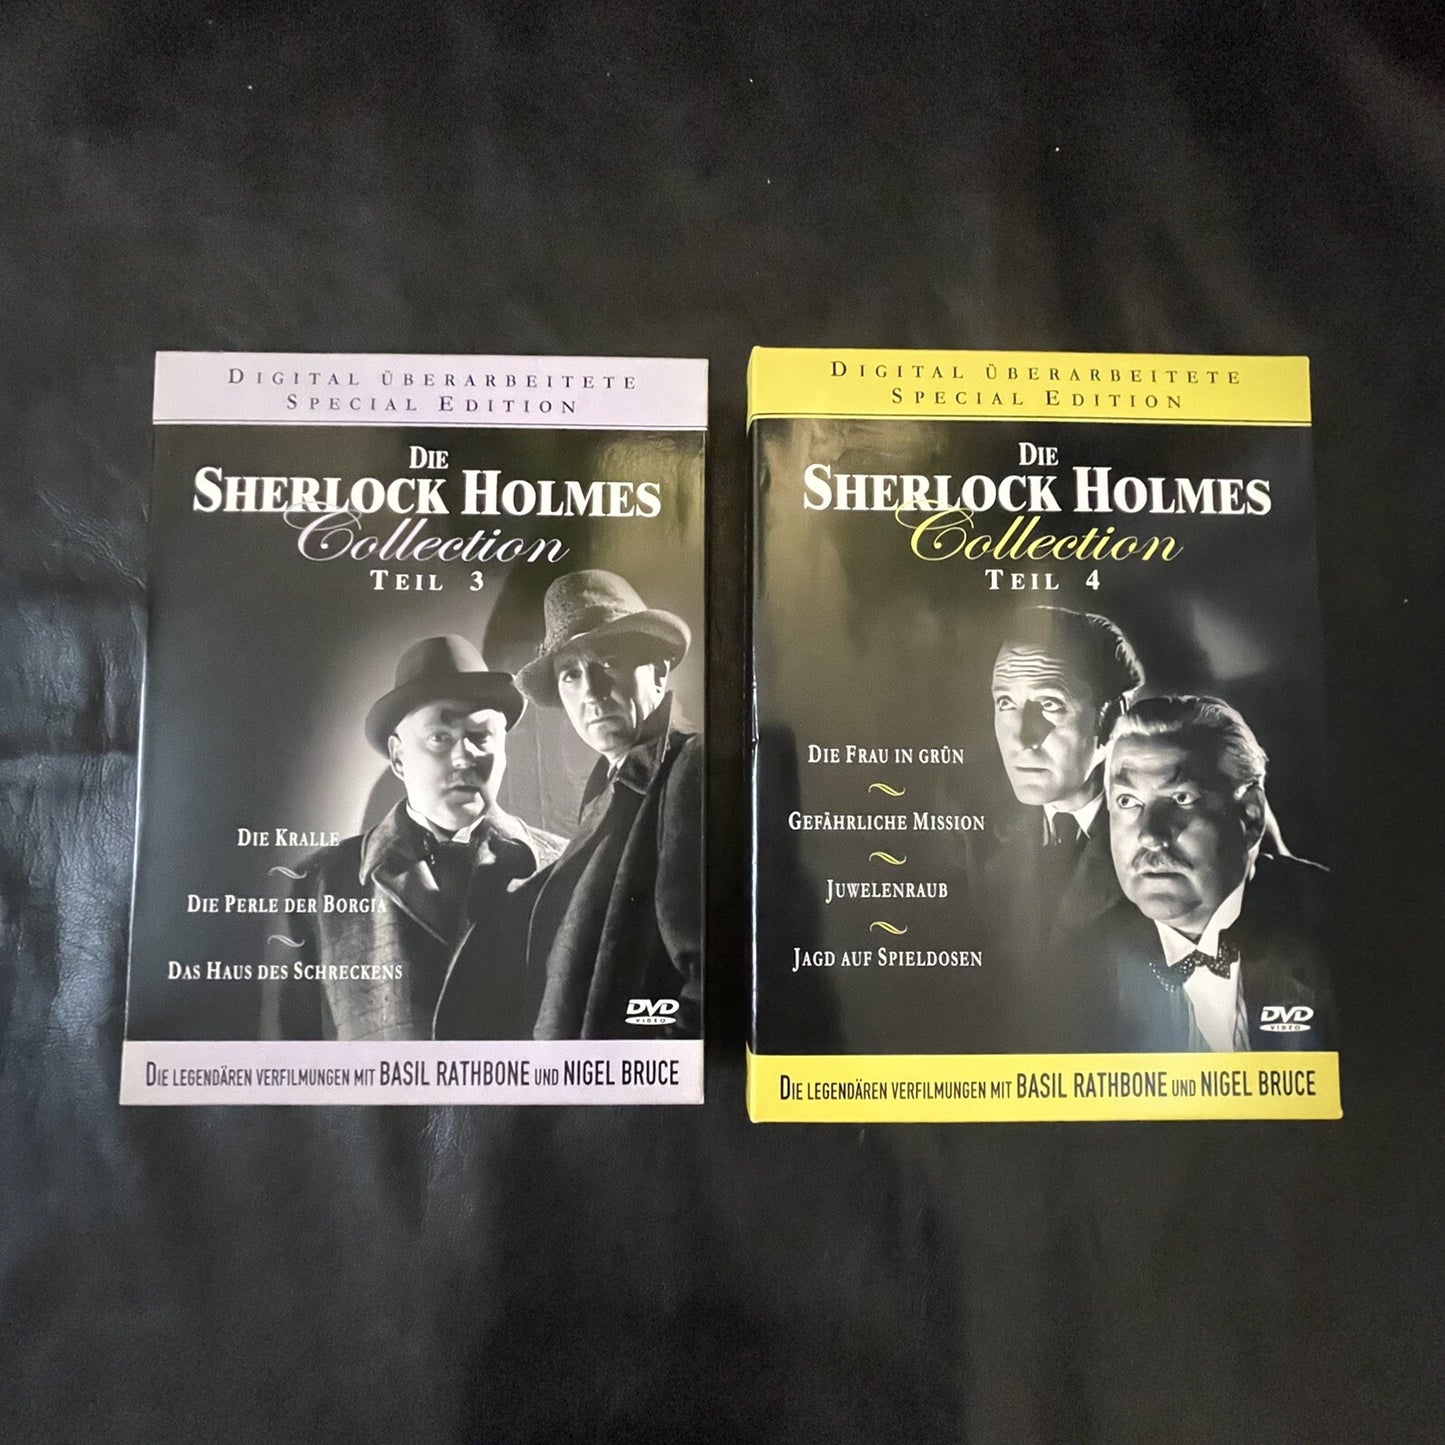 DIGITAL ÜBERARBEITETE
SPECIAL EDITION
DIE
SHERLOCK HOLMES
Collection
TEIL 3
DIE KRALLE
DIE PERLE DER BORGIA
DAS HAUS DES SCHRECKENS
DVD
VIDEO
DIE LEGENDÄREN VERFILMUNGEN MIT BASIL RATHBONE UND NIGEL BRUCE
DIGITAL ÜBERARBEITETE
SPECIAL EDITION
DIE
SHERLOCK HOLMES
Collection
TEIL 4
DIE FRAU IN GRÜN
GEFÄHRLICHE MISSION
JUWELENRAUB
JAGD AUF SPIELDOSEN
DVD
VIDEO
DIE LEGENDÄREN VERFILMUNGEN MIT BASIL RATHBONE UND NIGEL BRUCE